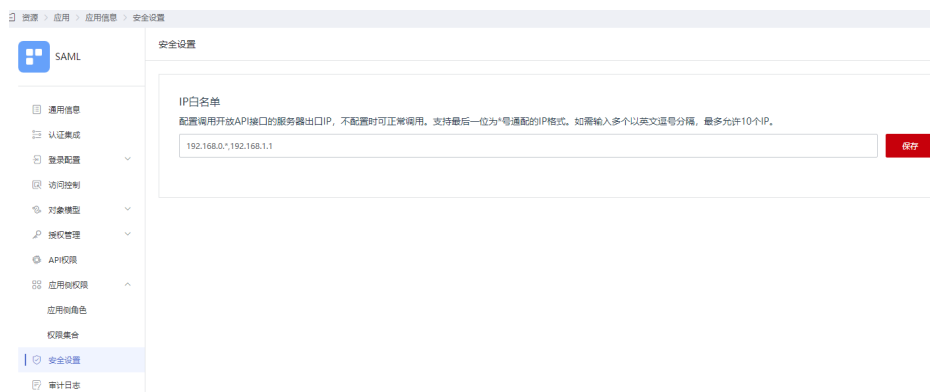 资源 > 应用 > 应用信息 > 安全设置
SAML
通用信息
认证集成
登录配置
访问控制
对象模型
授权管理
API权限
应用侧权限
应用侧角色
权限集合
安全设置
审计日志
安全设置
IP白名单
配置调用开放API接口的服务器出口IP，不配置时可正常调用。支持最后一位为*号通配的IP格式。如需输入多个以英文逗号分隔，最多允许10个IP。
192.168.0.*,192.168.1.1
保存